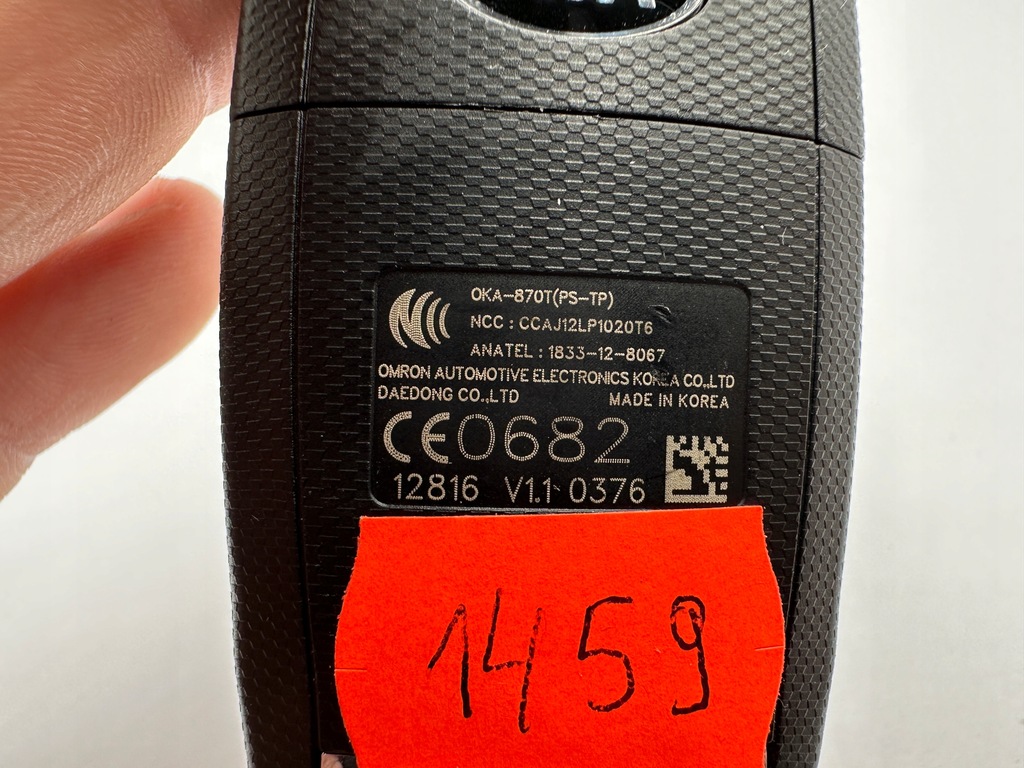 OKA-870T(PS-TP)
NCC : CCAJ12LP1020T6
ANATEL : 1833-12-8067
OMRON AUTOMOTIVE ELECTRONICS KOREA CO.,LTD
DAEDONG CO.,LTD MADE IN KOREA
CE0682
12816 V1.1 0376
1459